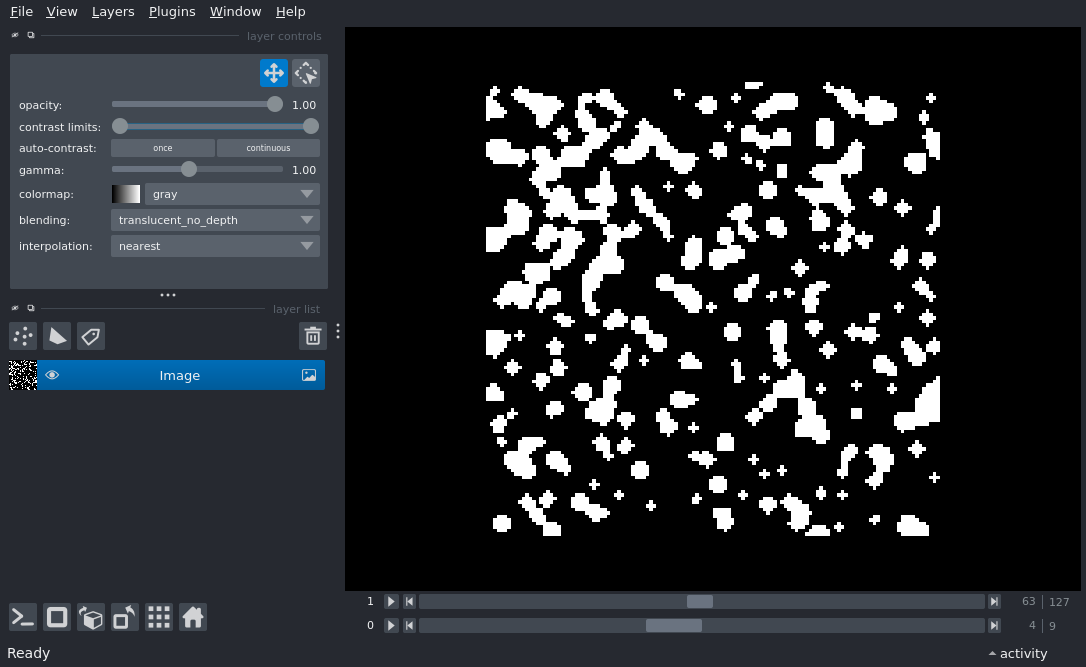 File View Layers Plugins Window Help
layer controls
opacity: 1.00
contrast limits:
auto-contrast: once continuous
gamma: 1.00
colormap: gray
blending: translucent_no_depth
interpolation: nearest
layer list
Image
1 63 127
0 4 9
Ready activity